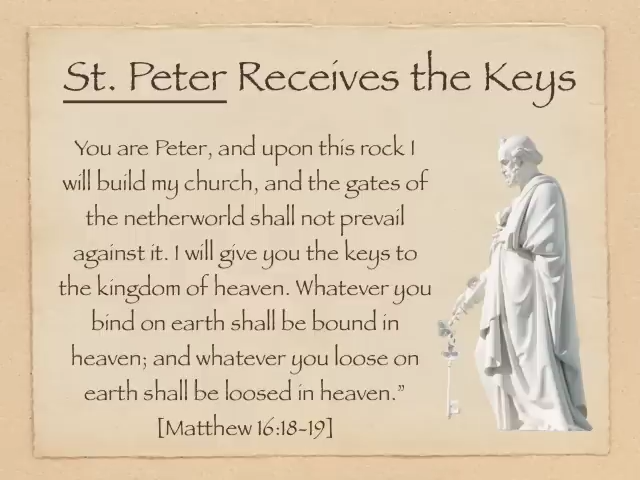 St. Peter Receives the Keys
You are Peter, and upon this rock I
will build my church, and the gates of
the netherworld shall not prevail
against it. I will give you the keys to
the kingdom of heaven. Whatever you
bind on earth shall be bound in
heaven; and whatever you loose on
earth shall be loosed in heaven.”
[Matthew 16:18-19]